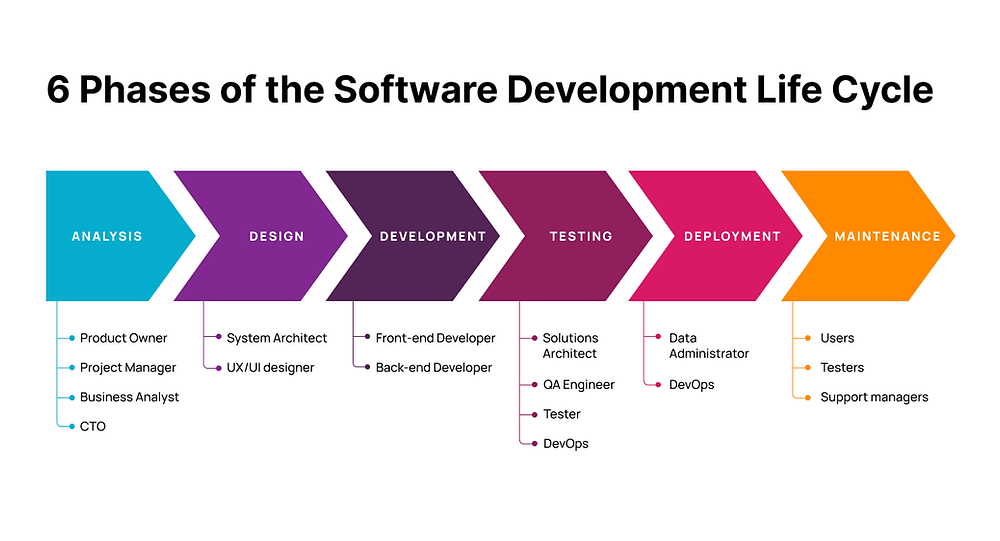 6 Phases of the Software Development Life Cycle
ANALYSIS
DESIGN
DEVELOPMENT
TESTING
DEPLOYMENT
MAINTENANCE
Product Owner
Project Manager
Business Analyst
CTO
System Architect
UX/UI designer
Front-end Developer
Back-end Developer
Solutions
Architect
QA Engineer
Tester
DevOps
Data
Administrator
DevOps
Users
Testers
Support managers